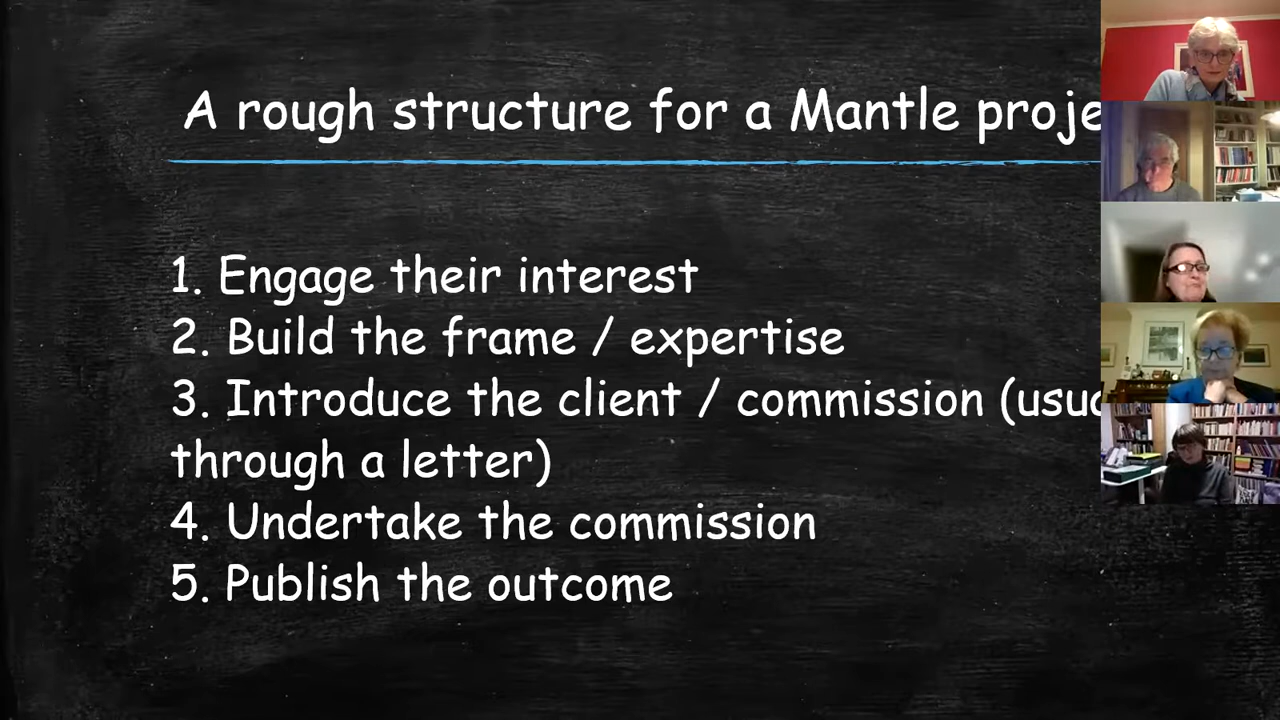 A rough structure for a Mantle proje
1. Engage their interest
2. Build the frame / expertise
3. Introduce the client / commission (usua
through a letter)
4. Undertake the commission
5. Publish the outcome